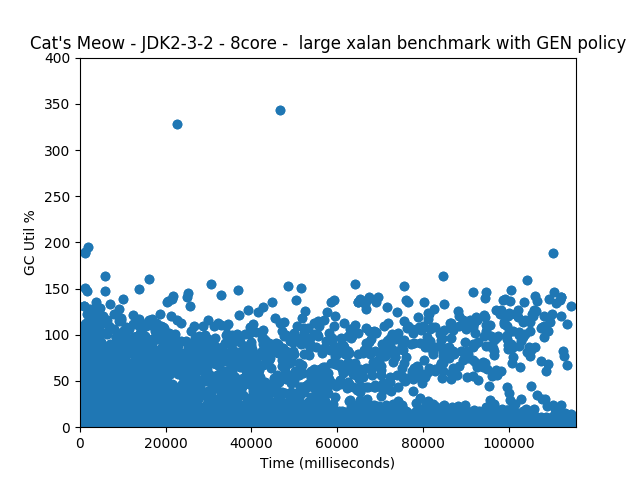 Cat's Meow - JDK2-3-2 - 8core -  large xalan benchmark with GEN policy
400
350
300
250
200
150
100
50
0
GC Util %
0 20000 40000 60000 80000 100000
Time (milliseconds)